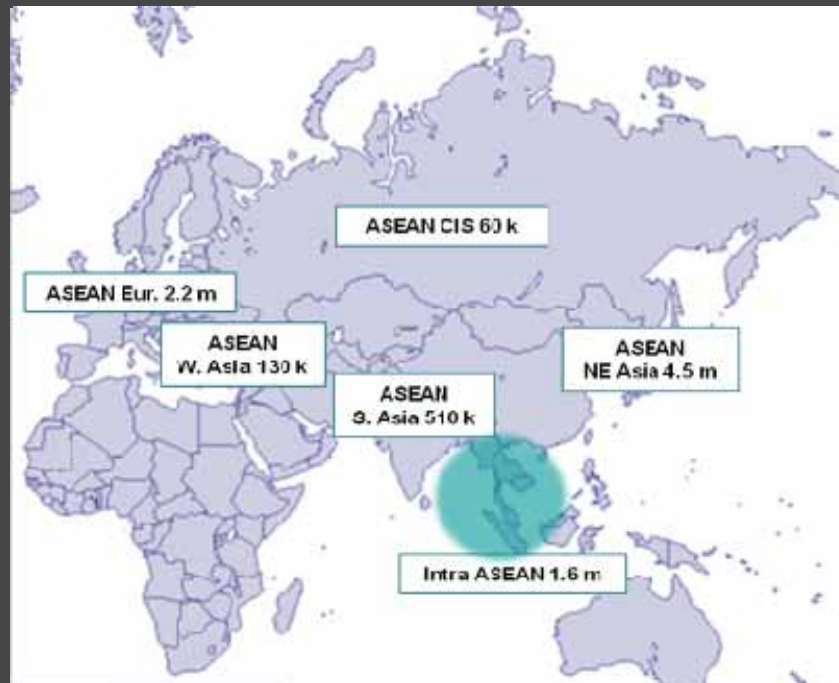 ASEAN CIS 60 k
ASEAN Eur. 2.2 m
ASEAN
W. Asia 130 k
ASEAN
NE Asia 4.5 m
ASEAN
S. Asia 510 k
Intra ASEAN 1.6 m